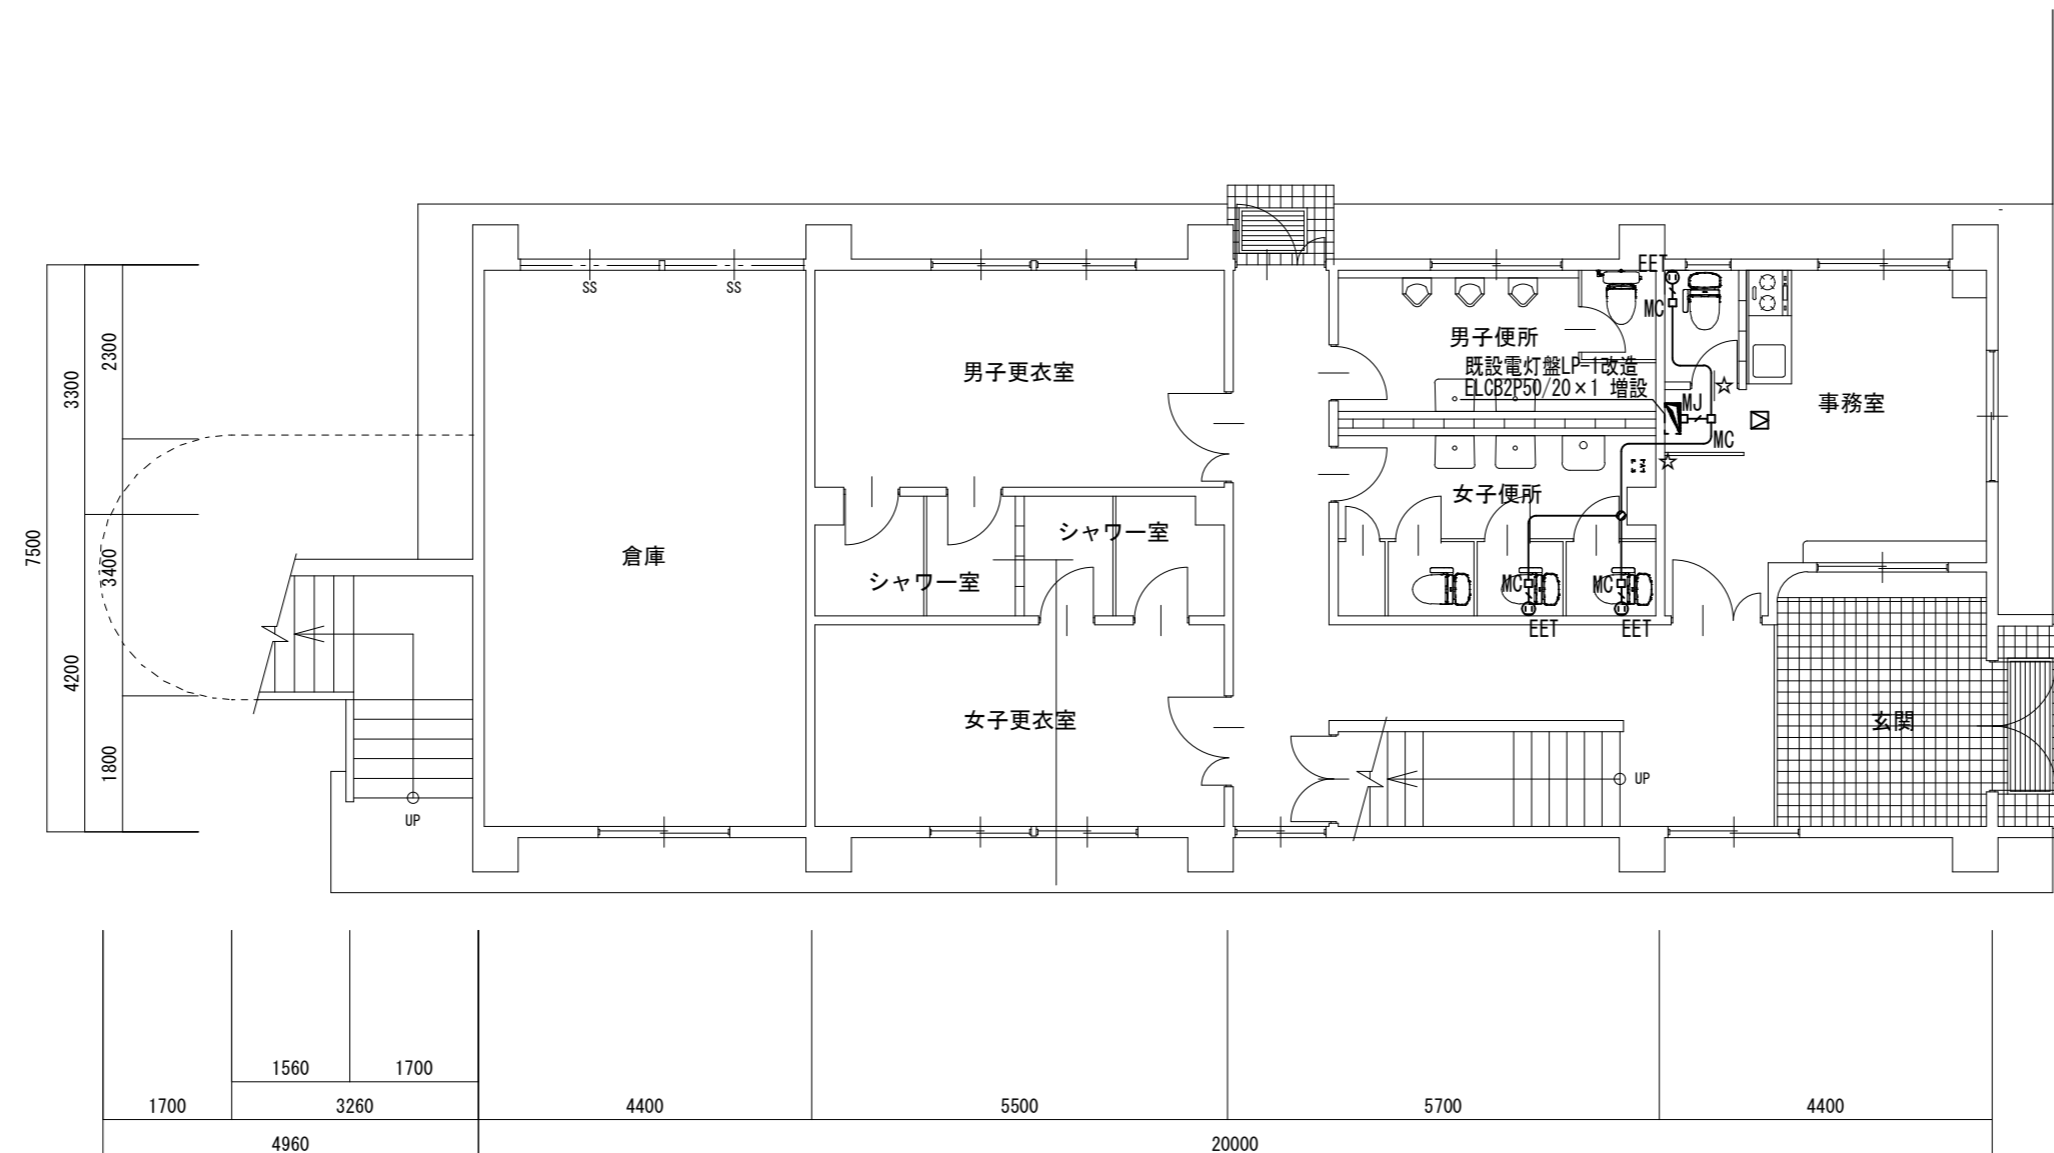 SS
SS
EET
MC
男子便所
既設電灯盤LP-1改造
ELCB2P50/20×1 増設
MJ
MC
事務室
男子更衣室
女子便所
シャワー室
シャワー室
倉庫
MC
MC
EET
EET
女子更衣室
玄関
UP
UP
7500
3300
4200
2300
3400
1800
1560
1700
1700
3260
4400
5500
5700
4400
4960
20000